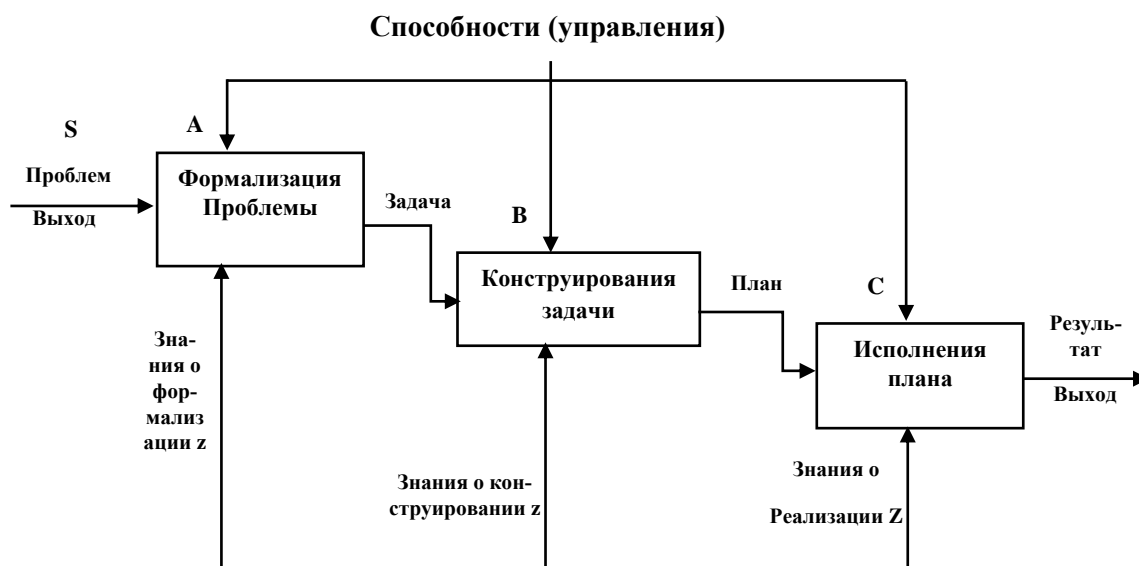 Способности (управления)
S
A
Проблем
Выход
Формализация
Проблемы
Задача
B
Конструирования
задачи
План
C
Исполнения
плана
Резуль-
тат
Выход
Зна-
ния о
фор-
мализ
ации z
Знания о кон-
струировании z
Знания о
Реализации Z